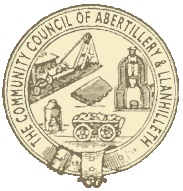 THE COMMUNITY COUNCIL OF ABERTILLERY & LLANHILLETH